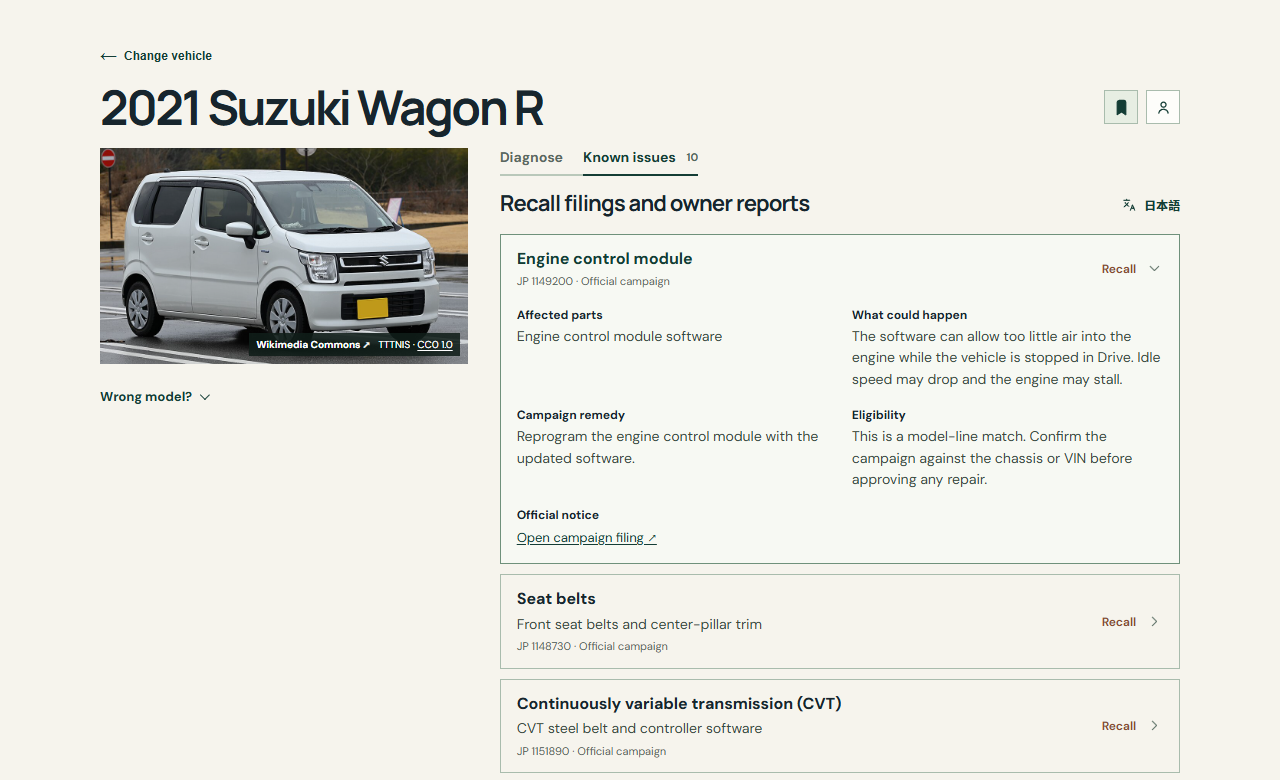 ← Change vehicle
2021 Suzuki Wagon R
Wikimedia Commons ↗ TTTNIS · CC0 1.0
Wrong model?
Diagnose
Known issues 10
Recall filings and owner reports
日本語
Engine control module
JP 1149200 · Official campaign
Recall
Affected parts
Engine control module software
What could happen
The software can allow too little air into the
engine while the vehicle is stopped in Drive. Idle
speed may drop and the engine may stall.
Campaign remedy
Reprogram the engine control module with the
updated software.
Eligibility
This is a model-line match. Confirm the
campaign against the chassis or VIN before
approving any repair.
Official notice
Open campaign filing ↗
Seat belts
Front seat belts and center-pillar trim
JP 1148730 · Official campaign
Recall
Continuously variable transmission (CVT)
CVT steel belt and controller software
JP 1151890 · Official campaign
Recall